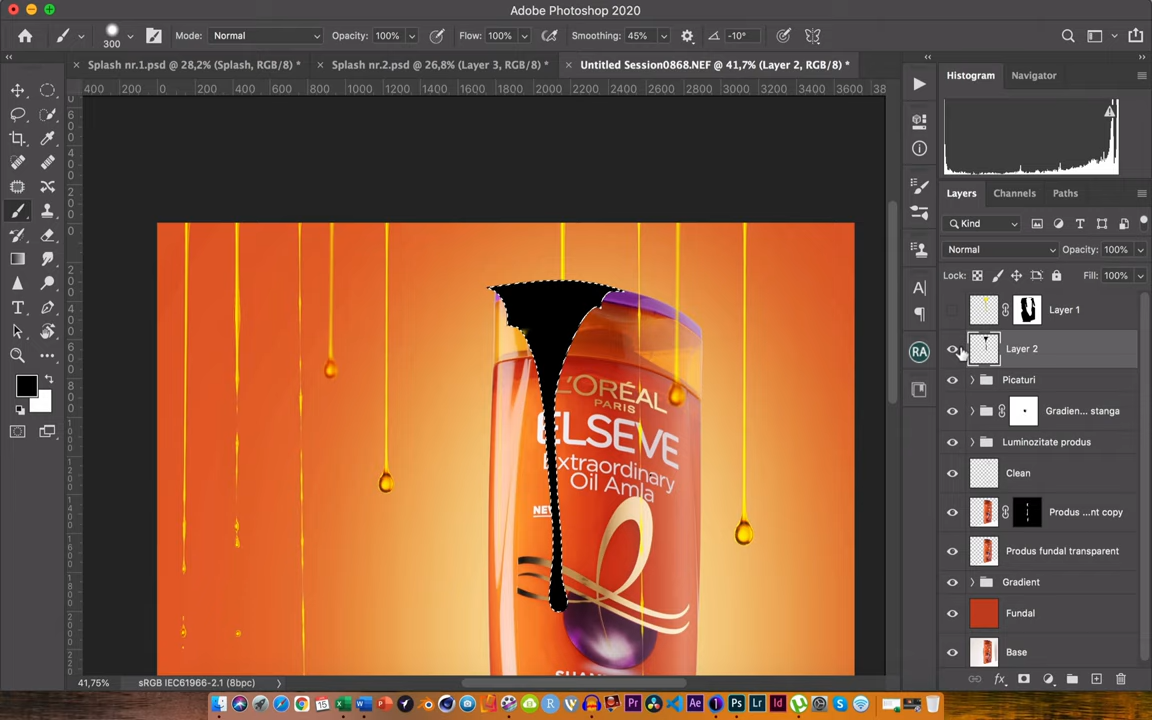 Adobe Photoshop 2020
300 Mode: Normal Opacity: 100% Flow: 100% Smoothing: 45% -10°
Splash nr.1.psd @ 28,2% (Splash, RGB/8) *
Splash nr.2.psd @ 26,8% (Layer 3, RGB/8) *
Untitled Session0868.NEF @ 41,7% (Layer 2, RGB/8) *
400 200 0 200 400 600 800 1000 1200 1400 1600 1800 2000 2200 2400 2600 2800 3000 3200 3400 3600 38
Histogram Navigator
Layers Channels Paths
Kind
Normal Opacity: 100%
Lock: Fill: 100%
Layer 1
Layer 2
Picaturi
Gradien... stanga
Luminozitate produs
Clean
Produs ...nt copy
Produs fundal transparent
Gradient
Fundal
Base
RA
L'ORÉAL
PARIS
ELSEVE
Extraordinary
Oil Amla
NEW
41,75% sRGB IEC61966-2.1 (8bpc)